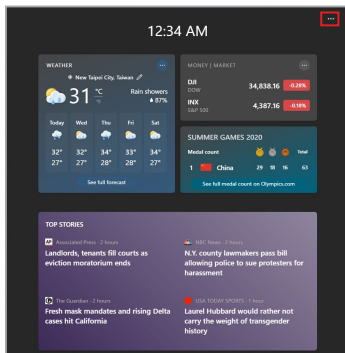 12:34 AM
WEATHER
New Taipei City, Taiwan
31 °C
°F
Rain showers
87%
Today Wed Thu Fri Sat
32° 32° 32° 33° 34°
27° 27° 28° 28° 27°
See full forecast
MONEY | MARKET
DJI
DOW
34,838.16 -0.28%
INX
S&P 500
4,387.16 -0.18%
SUMMER GAMES 2020
Medal count Total
1 China 29 18 16 63
See full medal count on Olympics.com
TOP STORIES
AP Associated Press · 2 hours
Landlords, tenants fill courts as
eviction moratorium ends
NBC News · 2 hours
N.Y. county lawmakers pass bill
allowing police to sue protesters for
harassment
The Guardian · 2 hours
Fresh mask mandates and rising Delta
cases hit California
USA TODAY SPORTS · 1 hour
Laurel Hubbard would rather not
carry the weight of transgender
history